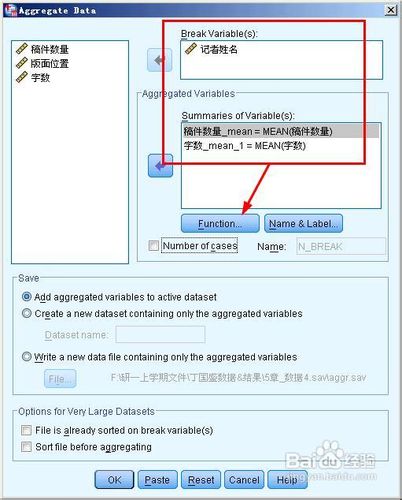 Aggregate Data
稿件数量
版面位置
字数
Break Variable(s):
记者姓名
Aggregated Variables
Summaries of Variable(s):
稿件数量_mean = MEAN(稿件数量)
字数_mean_1 = MEAN(字数)
Function...
Name & Label...
Number of cases
Name:
N_BREAK
Save
Add aggregated variables to active dataset
Create a new dataset containing only the aggregated variables
Dataset name:
Write a new data file containing only the aggregated variables
File...
F:\研一上学期文件\丁国盛数据&结果\5章_数据4.sav\aggr.sav
Options for Very Large Datasets
File is already sorted on break variable(s)
Sort file before aggregating
OK
Paste
Reset
Cancel
Help
Baidu经验
jingyan.baidu.com